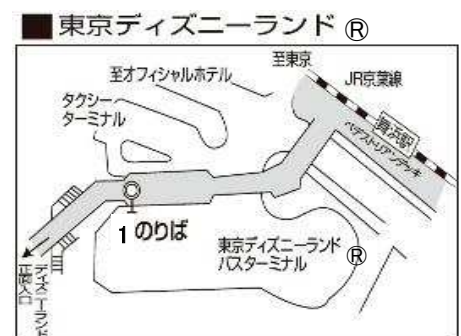 ■東京ディズニーランド®
至東京
至オフィシャルホテル
JR京葉線
タクシー
ターミナル
舞浜駅
ペデストリアンデッキ
1 のりば
東京ディズニーランド®
バスターミナル
ディズニーランド
正面入口